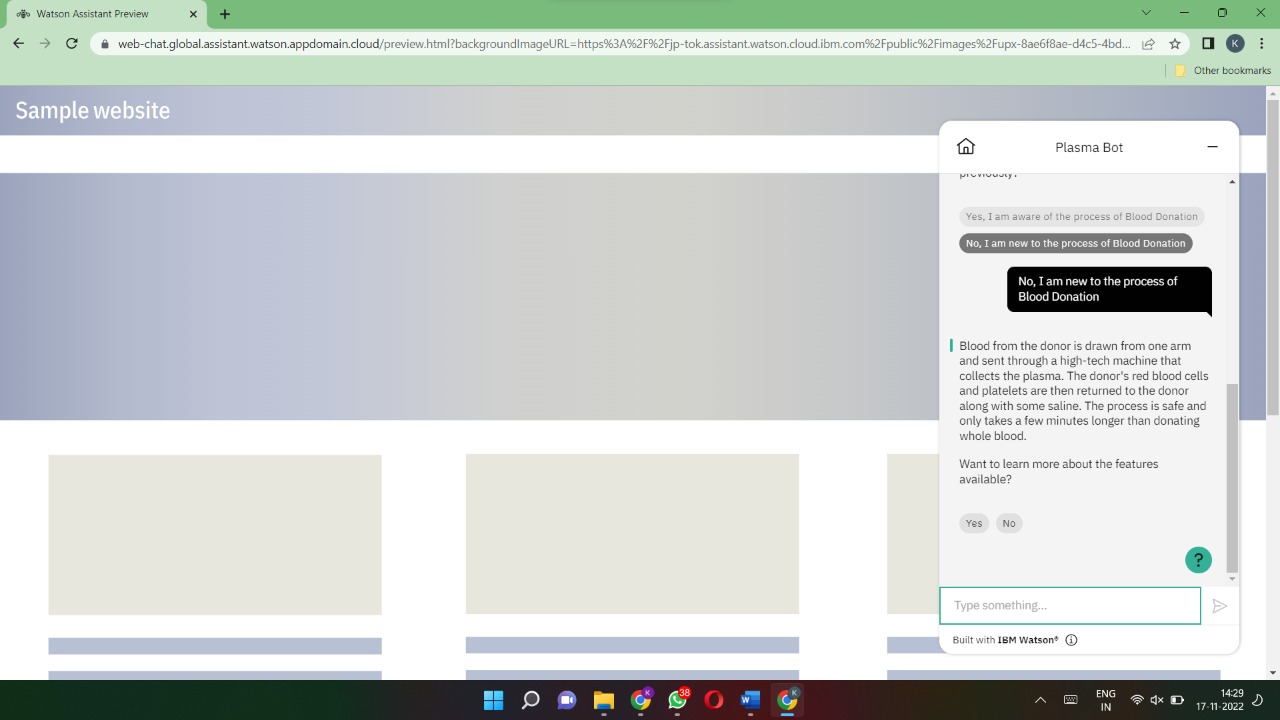 Watson Assistant Preview
web-chat.global.assistant.watson.appdomain.cloud/preview.html?backgroundImageURL=https%3A%2F%2Fjp-tok.assistant.watson.cloud.ibm.com%2Fpublic%2Fimages%2Fupx-8ae6f8ae-d4c5-4bd...
K
Other bookmarks
Sample website
Plasma Bot
previously?
Yes, I am aware of the process of Blood Donation
No, I am new to the process of Blood Donation
No, I am new to the process of
Blood Donation
Blood from the donor is drawn from one arm
and sent through a high-tech machine that
collects the plasma. The donor's red blood cells
and platelets are then returned to the donor
along with some saline. The process is safe and
only takes a few minutes longer than donating
whole blood.
Want to learn more about the features
available?
Yes No
?
Type something...
Built with IBM Watson®
K 38 K
ENG
IN
14:29
17-11-2022